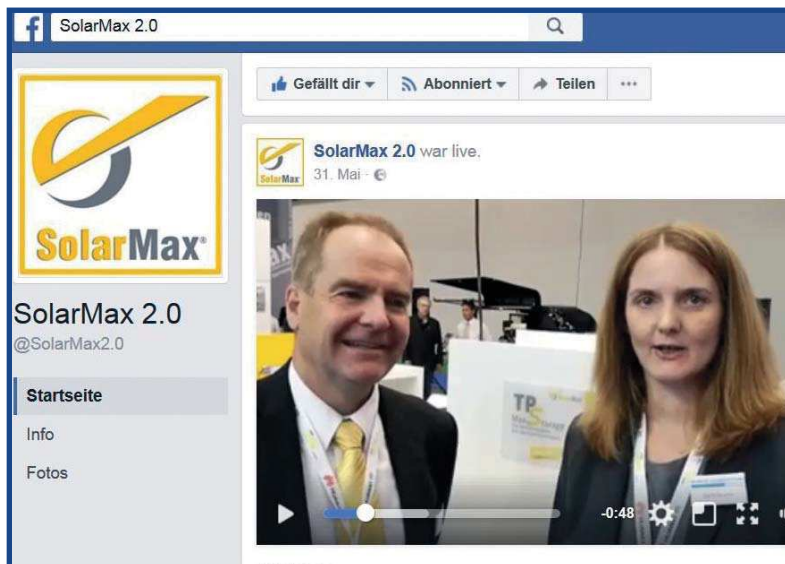 SolarMax 2.0
SolarMax®
SolarMax 2.0
@SolarMax2.0
Startseite
Info
Fotos
Gefällt dir
Abonniert
Teilen
SolarMax
SolarMax 2.0 war live.
31. Mai
TP
-0:48